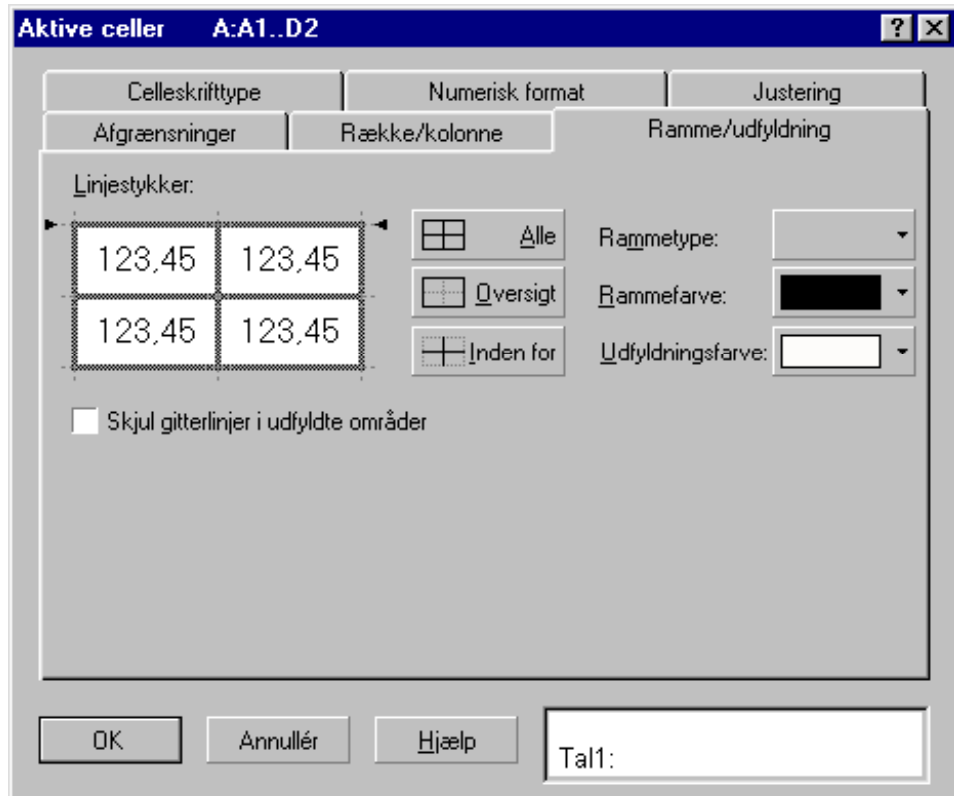 Aktive celler A:A1..D2
Celleskrifttype Numerisk format Justering
Afgrænsninger Række/kolonne Ramme/udfyldning
Linjestykker:
123,45 123,45
123,45 123,45
Alle
Oversigt
Inden for
Rammetype:
Rammefarve:
Udfyldningsfarve:
Skjul gitterlinjer i udfyldte områder
OK Annullér Hjælp Tal1: